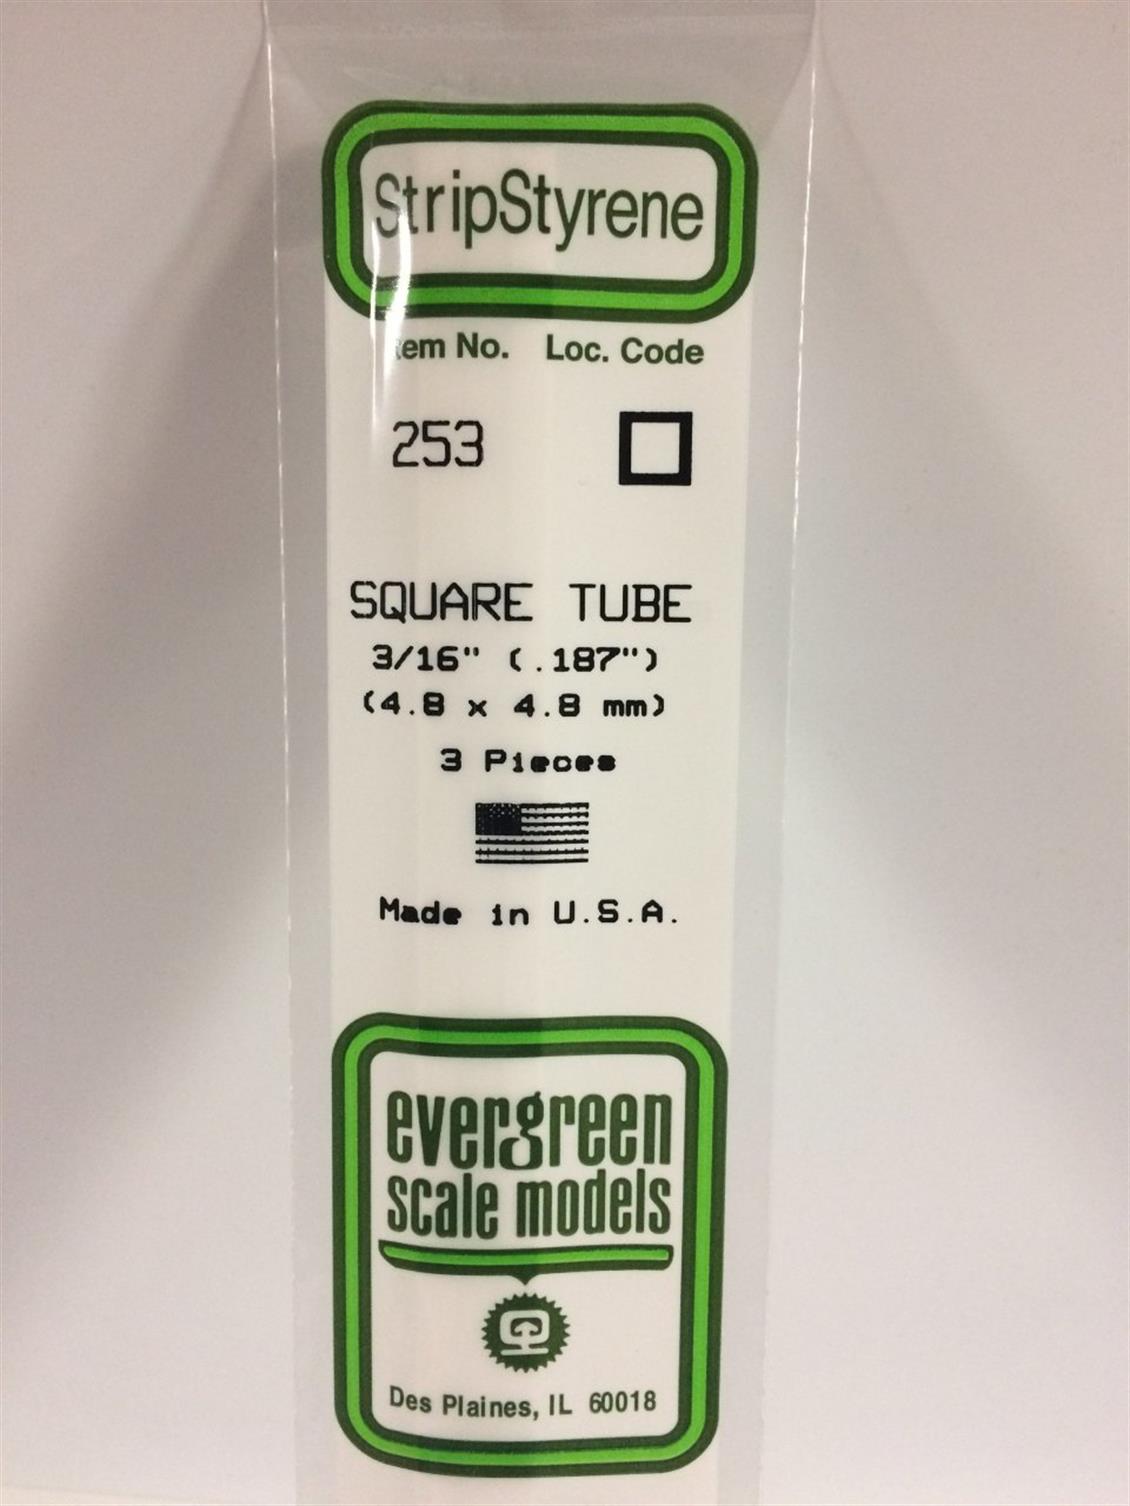 StripStyrene
Item No. Loc. Code
253
SQUARE TUBE
3/16" (.187")
(4.8 x 4.8 mm)
3 Pieces
Made in U.S.A.
evergreen
scale models
Des Plaines, IL 60018